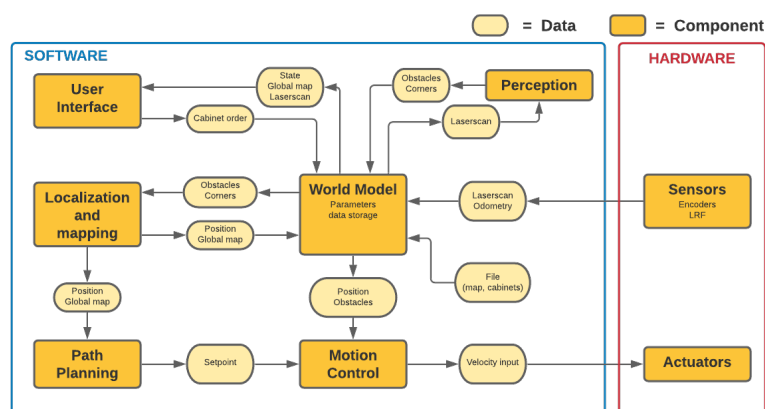 = Data
= Component
SOFTWARE
HARDWARE
User
Interface
State
Global map
Laserscan
Cabinet order
Obstacles
Corners
Perception
Laserscan
Localization
and
mapping
Obstacles
Corners
Position
Global map
World Model
Parameters
data storage
Laserscan
Odometry
Sensors
Encoders
LRF
File
(map, cabinets)
Position
Global map
Position
Obstacles
Path
Planning
Setpoint
Motion
Control
Velocity input
Actuators